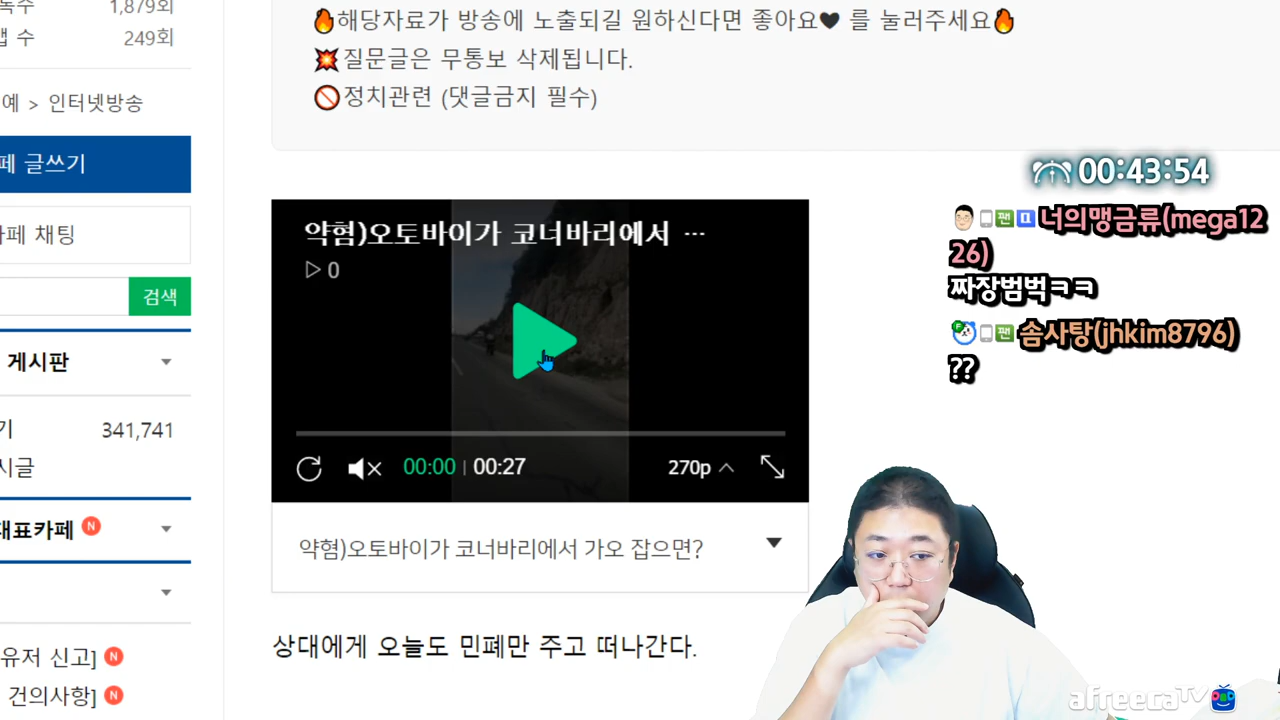 1,879회
249회
예 > 인터넷방송
페 글쓰기
카페 채팅
검색
게시판
341,741
시글
대표카페 N
유저 신고] N
건의사항] N
🔥해당자료가 방송에 노출되길 원하신다면 좋아요🖤 를 눌러주세요🔥
💥질문글은 무통보 삭제됩니다.
🚫정치관련 (댓글금지 필수)
약혐)오토바이가 코너바리에서 …
▷ 0
00:00 | 00:27
270p
약혐)오토바이가 코너바리에서 가오 잡으면?
상대에게 오늘도 민폐만 주고 떠나간다.
00:43:54
팬 너의맹금류(mega12
26)
짜장범벅ㅋㅋ
F 팬 솜사탕(jhkim8796)
??
afreecaTV